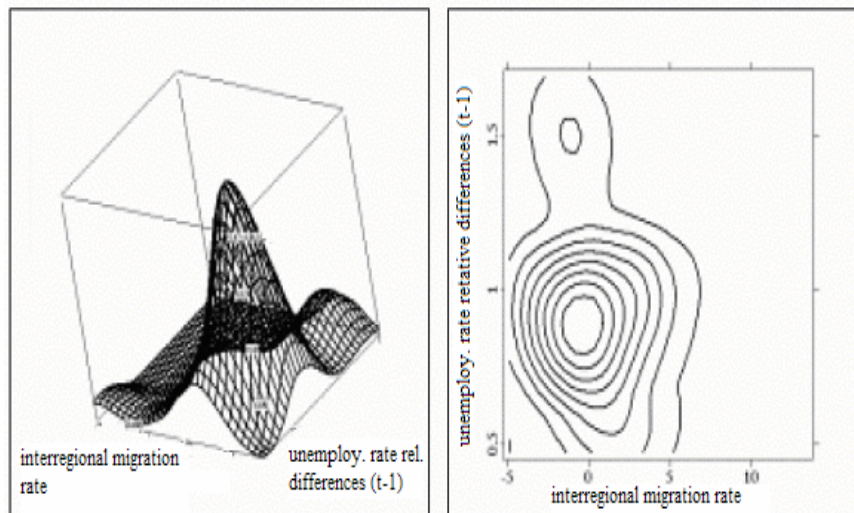 interregional migration
rate
unemploy. rate rel.
differences (t-1)
unemploy. rate retative differences (t-1)
1.5
1
0.5
-5
0
5
10
interregional migration rate